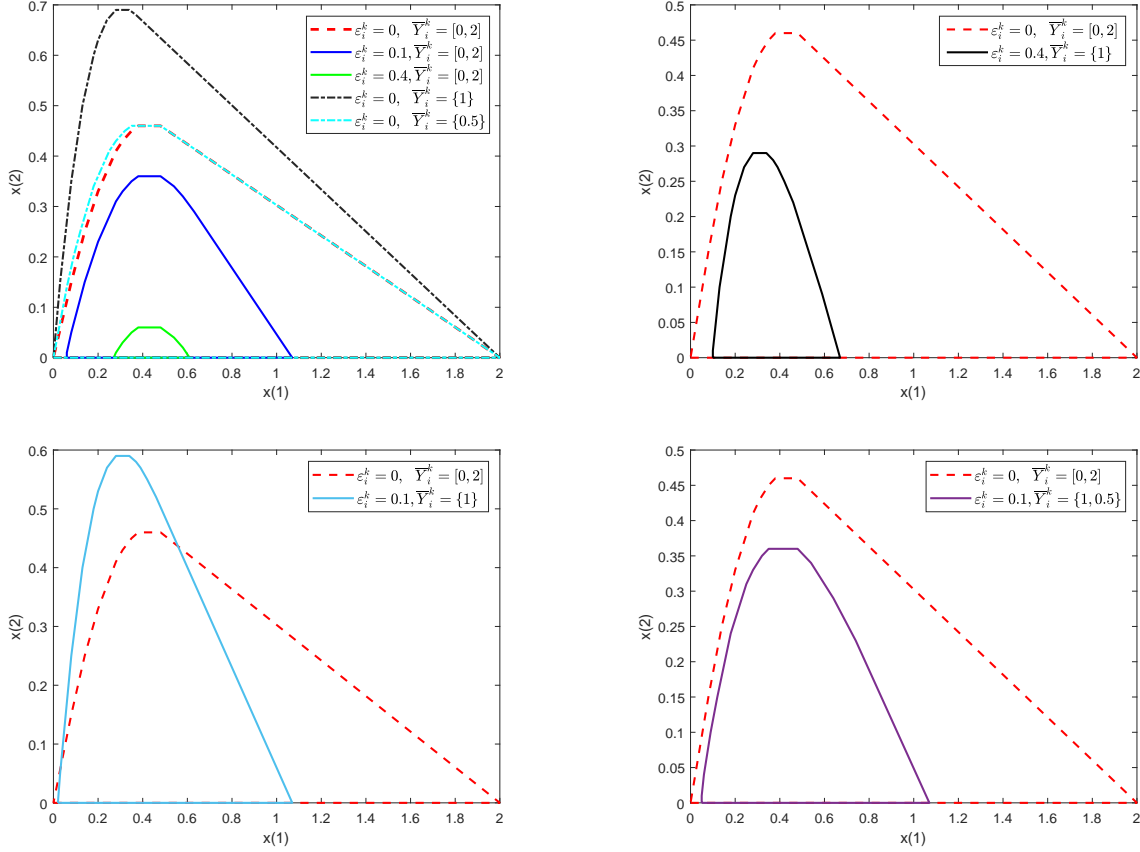 0.7
0.6
0.5
0.4
0.3
0.2
0.1
0
x(2)
0 0.2 0.4 0.6 0.8 1 1.2 1.4 1.6 1.8 2
x(1)
ε_i^k = 0, Y̅_i^k = [0, 2]
ε_i^k = 0.1, Y̅_i^k = [0, 2]
ε_i^k = 0.4, Y̅_i^k = [0, 2]
ε_i^k = 0, Y̅_i^k = {1}
ε_i^k = 0, Y̅_i^k = {0.5}
0.5
0.45
0.4
0.35
0.3
0.25
0.2
0.15
0.1
0.05
0
x(2)
0 0.2 0.4 0.6 0.8 1 1.2 1.4 1.6 1.8 2
x(1)
ε_i^k = 0, Y̅_i^k = [0, 2]
ε_i^k = 0.4, Y̅_i^k = {1}
0.6
0.5
0.4
0.3
0.2
0.1
0
x(2)
0 0.2 0.4 0.6 0.8 1 1.2 1.4 1.6 1.8 2
x(1)
ε_i^k = 0, Y̅_i^k = [0, 2]
ε_i^k = 0.1, Y̅_i^k = {1}
0.5
0.45
0.4
0.35
0.3
0.25
0.2
0.15
0.1
0.05
0
x(2)
0 0.2 0.4 0.6 0.8 1 1.2 1.4 1.6 1.8 2
x(1)
ε_i^k = 0, Y̅_i^k = [0, 2]
ε_i^k = 0.1, Y̅_i^k = {1, 0.5}